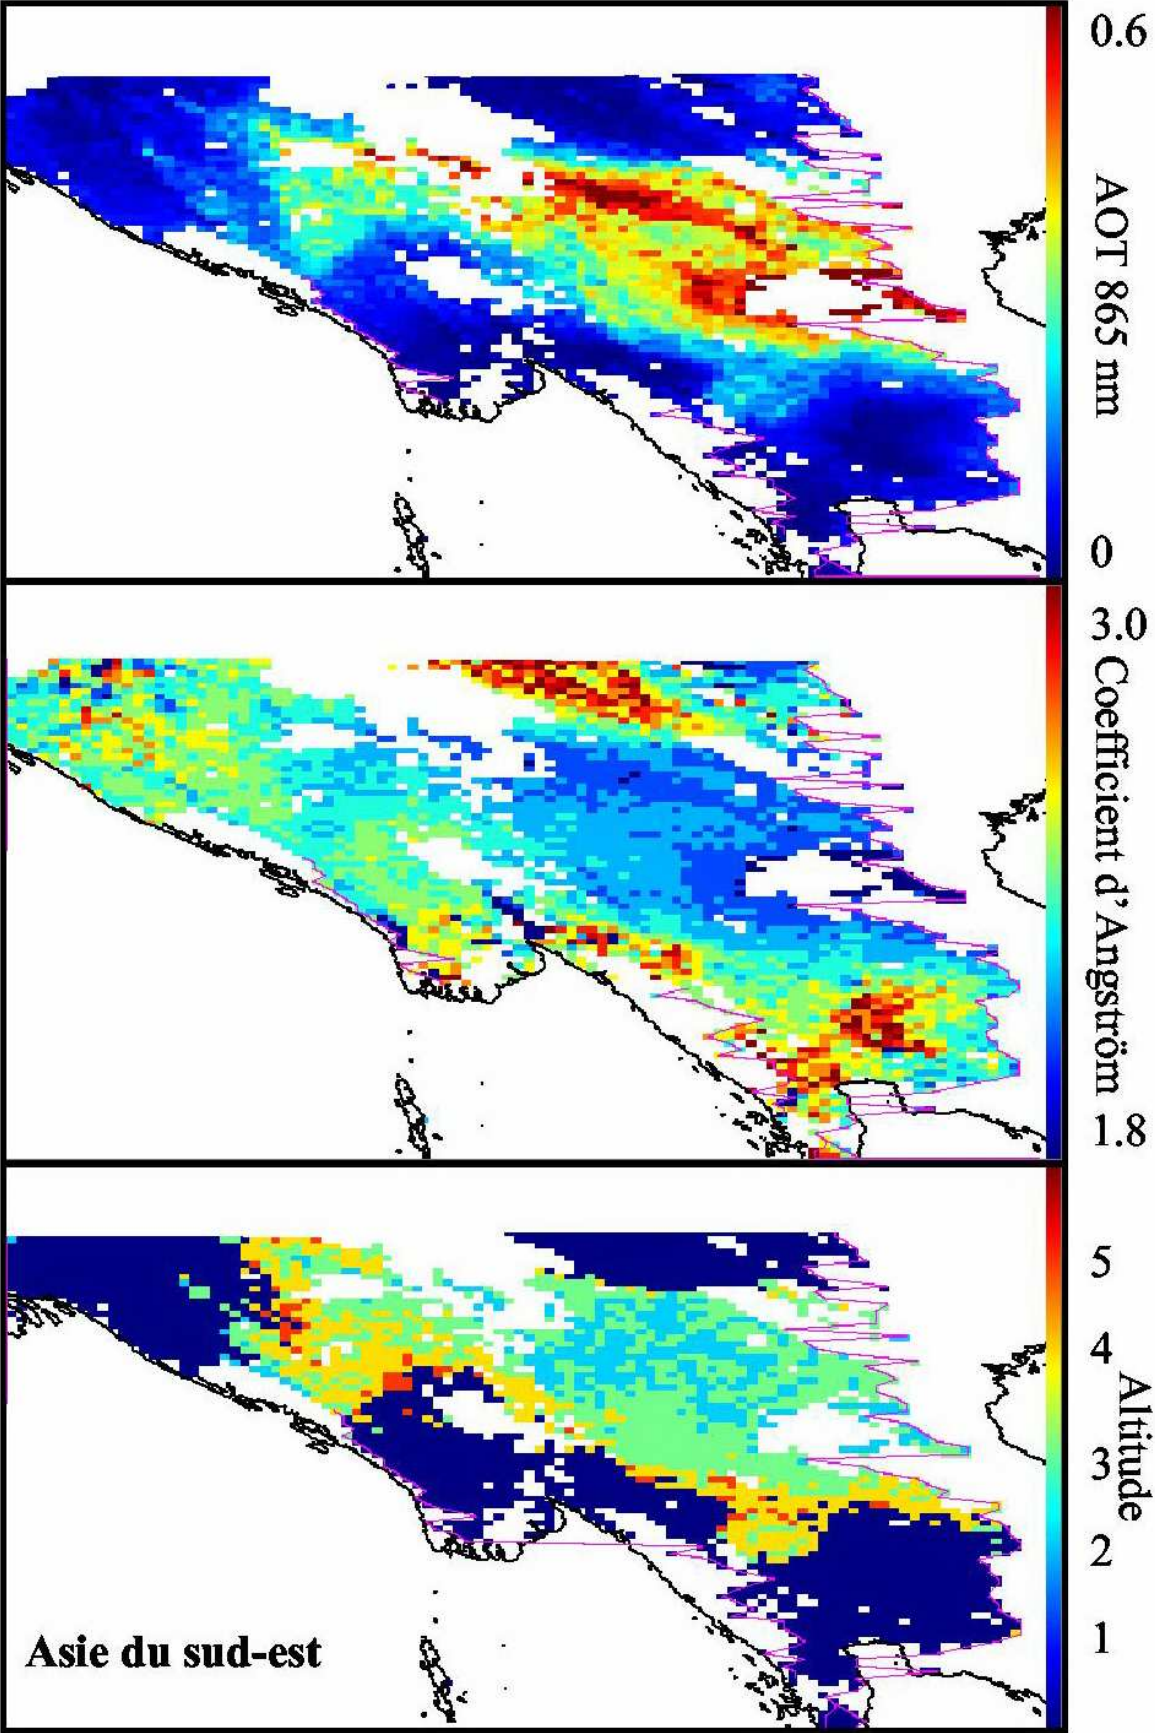 0.6
AOT 865 nm
0
3.0
Coefficient d' Angström
1.8
5
4
Altitude
3
2
1
Asie du sud-est